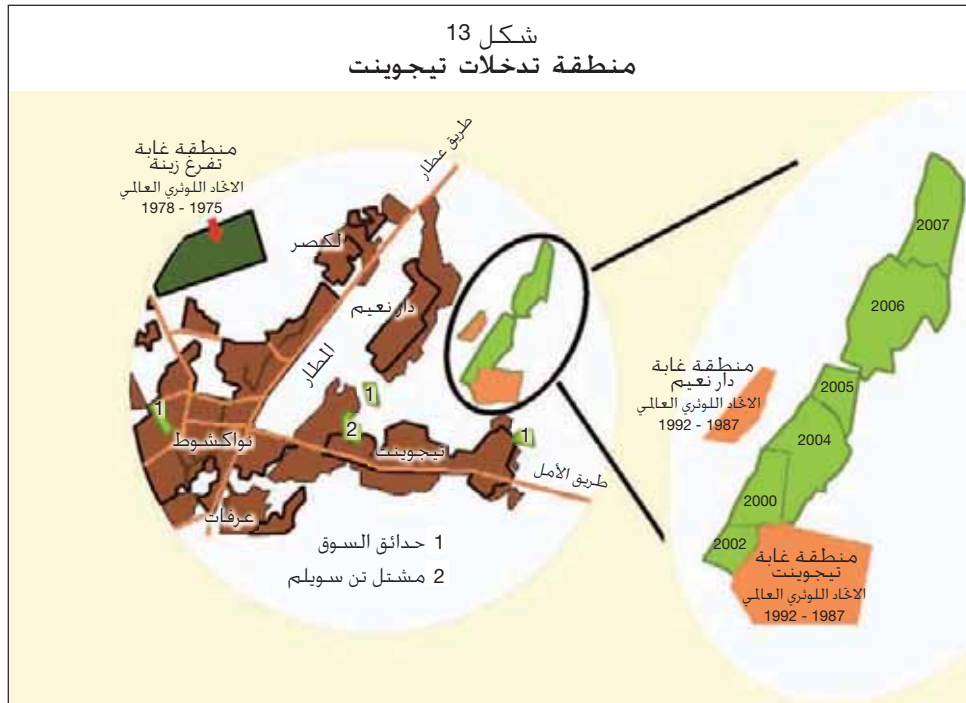 شكل 13
منطقة تدخلات تيجوينت
منطقة غابة
تفرغ زينة
الاتحاد اللوثري العالمي
1975 - 1978
طريق عطار
لكصر
دار نعيم
المطار
1
2
1
1
نواكشوط
تيجوينت
طريق الأمل
عرفات
1 حدائق السوق
2 مشتل تن سويلم
2007
2006
منطقة غابة
دار نعيم
الاتحاد اللوثري العالمي
1987 - 1992
2005
2004
2000
2002
منطقة غابة
تيجوينت
الاتحاد اللوثري العالمي
1987 - 1992